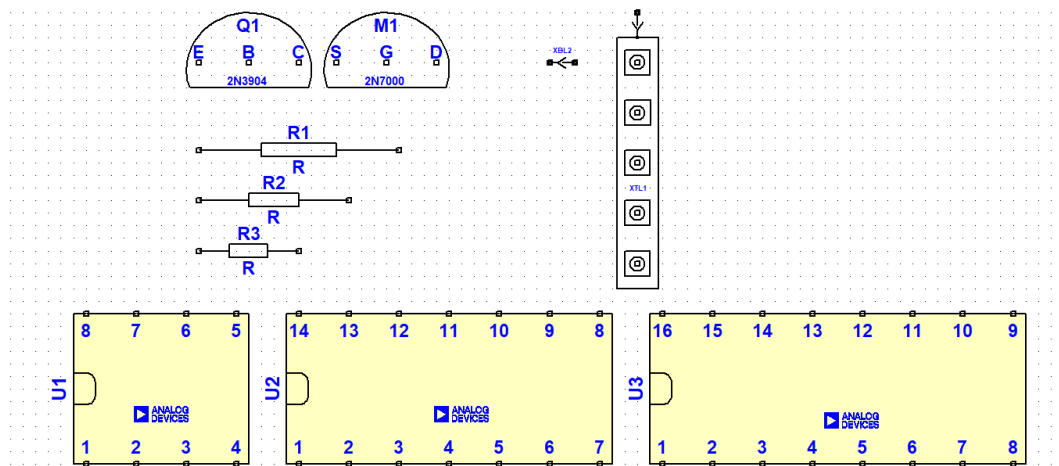 Q1
E B C
2N3904
M1
S G D
2N7000
XBL2
R1
R
R2
R
R3
R
XTL1
8 7 6 5
U1
ANALOG
DEVICES
1 2 3 4
14 13 12 11 10 9 8
U2
ANALOG
DEVICES
1 2 3 4 5 6 7
16 15 14 13 12 11 10 9
U3
ANALOG
DEVICES
1 2 3 4 5 6 7 8